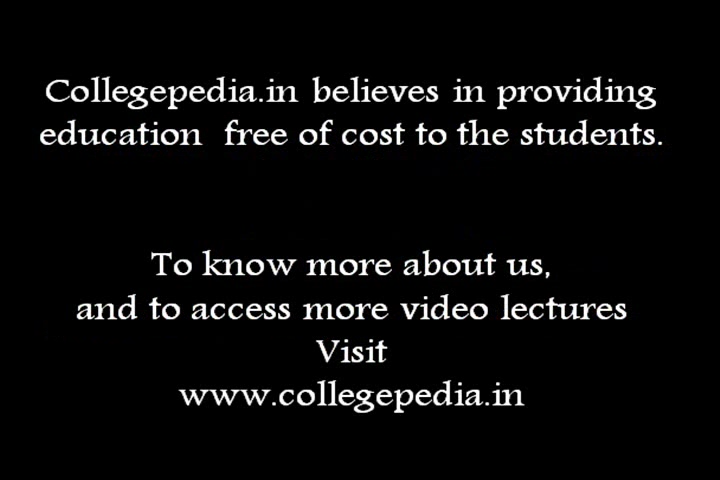 Collegepedia.in believes in providing
education free of cost to the students.
To know more about us,
and to access more video lectures
Visit
www.collegepedia.in